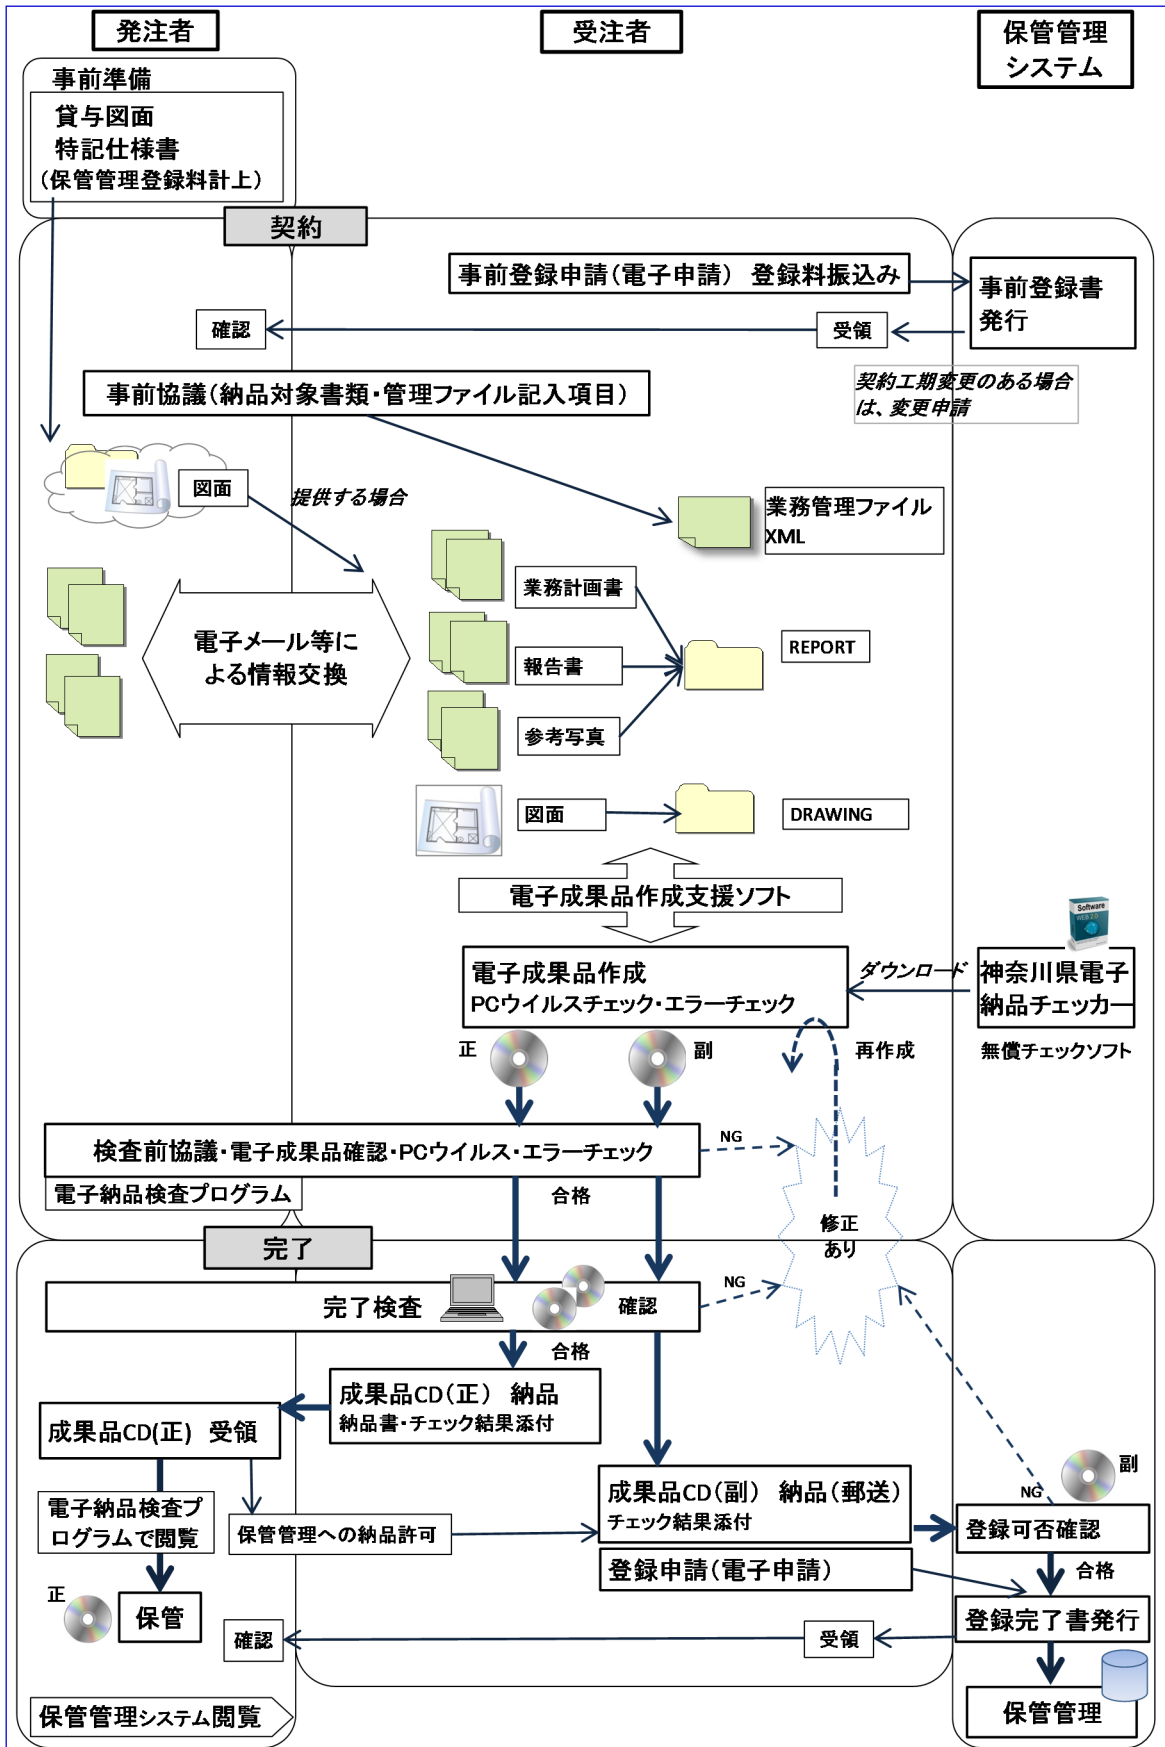 発注者
受注者
保管管理
システム
事前準備
貸与図面
特記仕様書
(保管管理登録料計上)
契約
事前登録申請(電子申請) 登録料振込み
事前登録書
発行
確認
受領
事前協議(納品対象書類・管理ファイル記入項目)
契約工期変更のある場合
は、変更申請
図面
提供する場合
業務管理ファイル
XML
業務計画書
電子メール等に
よる情報交換
報告書
REPORT
参考写真
図面
DRAWING
電子成果品作成支援ソフト
Software
WEB 2.0
電子成果品作成
PCウイルスチェック・エラーチェック
ダウンロード
神奈川県電子
納品チェッカー
無償チェックソフト
正
副
再作成
検査前協議・電子成果品確認・PCウイルス・エラーチェック
NG
電子納品検査プログラム
合格
修正
あり
完了
完了検査
確認
NG
合格
成果品CD(正) 納品
納品書・チェック結果添付
成果品CD(正) 受領
副
NG
成果品CD(副) 納品(郵送)
チェック結果添付
電子納品検査プ
ログラムで閲覧
保管管理への納品許可
登録可否確認
登録申請(電子申請)
合格
正
保管
登録完了書発行
確認
受領
保管管理システム閲覧
保管管理